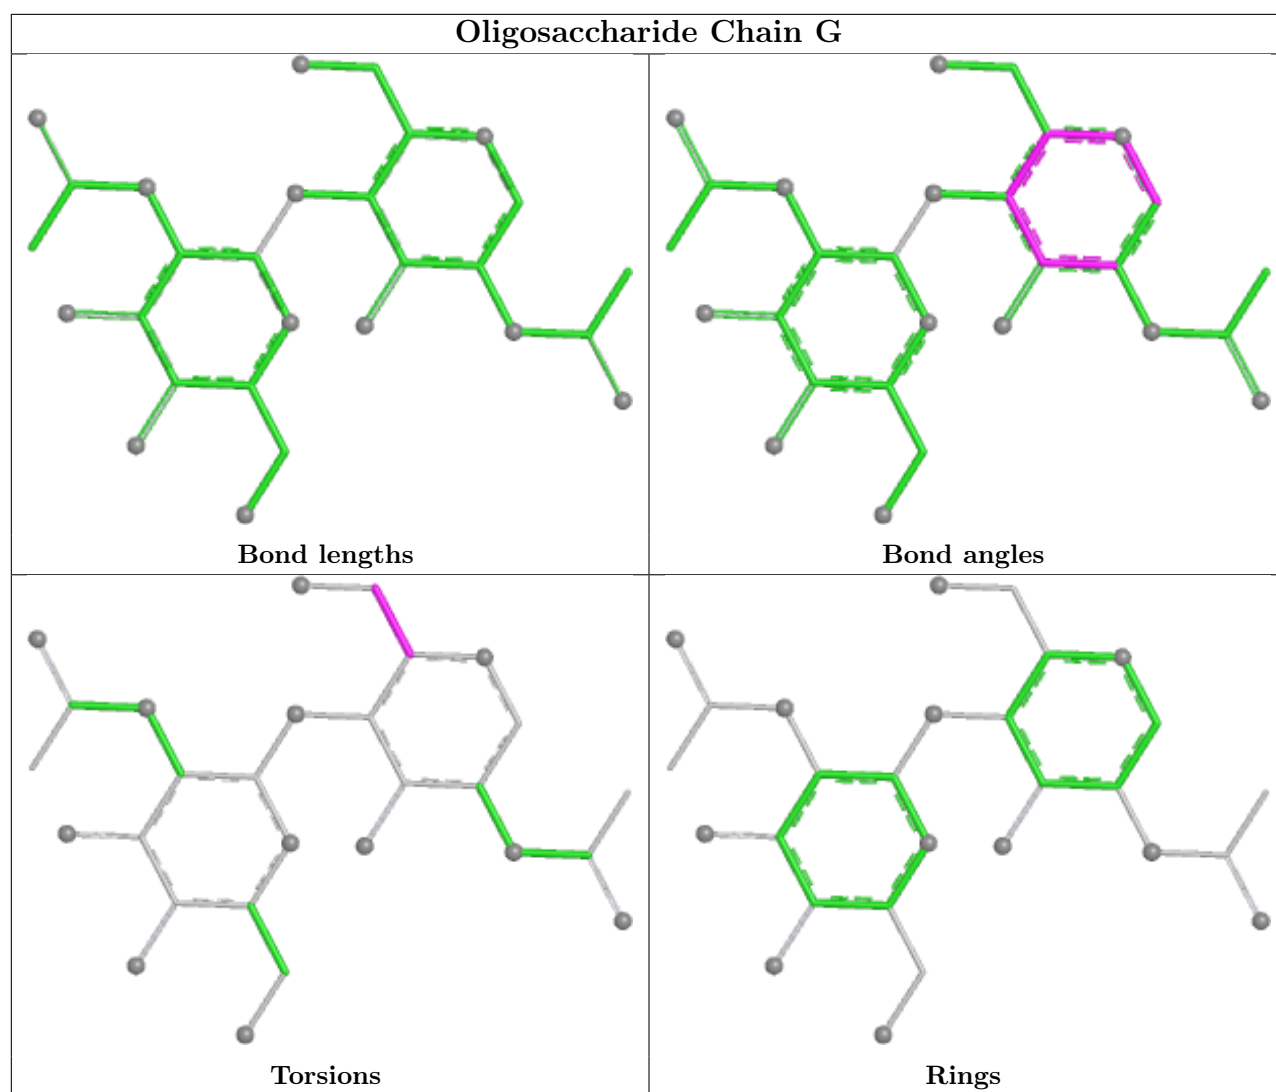 Oligosaccharide Chain G
Bond lengths
Bond angles
Torsions
Rings